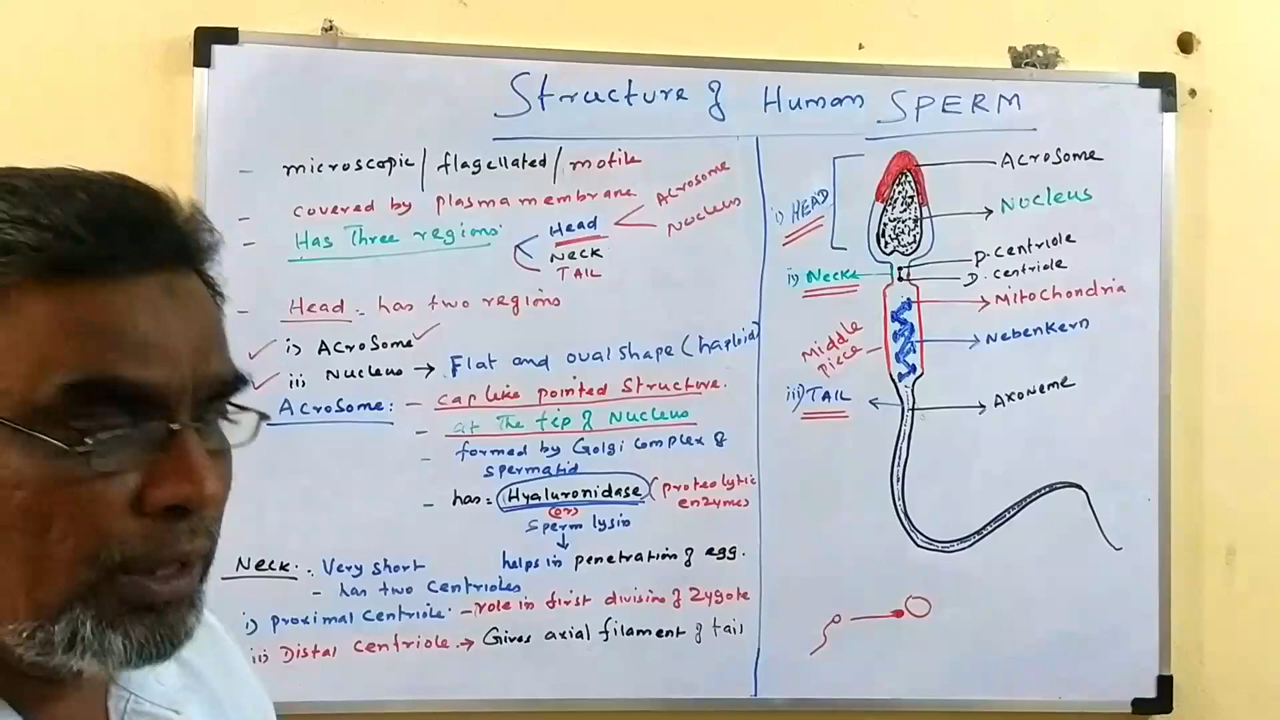 Structure of Human SPERM
- microscopic / flagellated / motile
- covered by plasma membrane
- Has Three regions:
Head
Acrosome
Nucleus
Neck
TAIL
- Head :- has two regions
i) Acrosome
ii) Nucleus → Flat and oval shape (haploid)
Acrosome: - cap like pointed structure.
- at the tip of Nucleus
- formed by Golgi complex of
spermatid
- has = Hyaluronidase (proteolytic
enzymes
(or)
sperm lysin
helps in penetration of egg.
Neck: - Very short
- has two centrioles
i) proximal centriole - role in first division of zygote
ii) Distal centriole → Gives axial filament of tail
i) HEAD
Acrosome
Nucleus
P. centriole
D. centriole
ii) Neck
Mitochondria
Middle
piece
Nebenkern
iii) TAIL
Axoneme